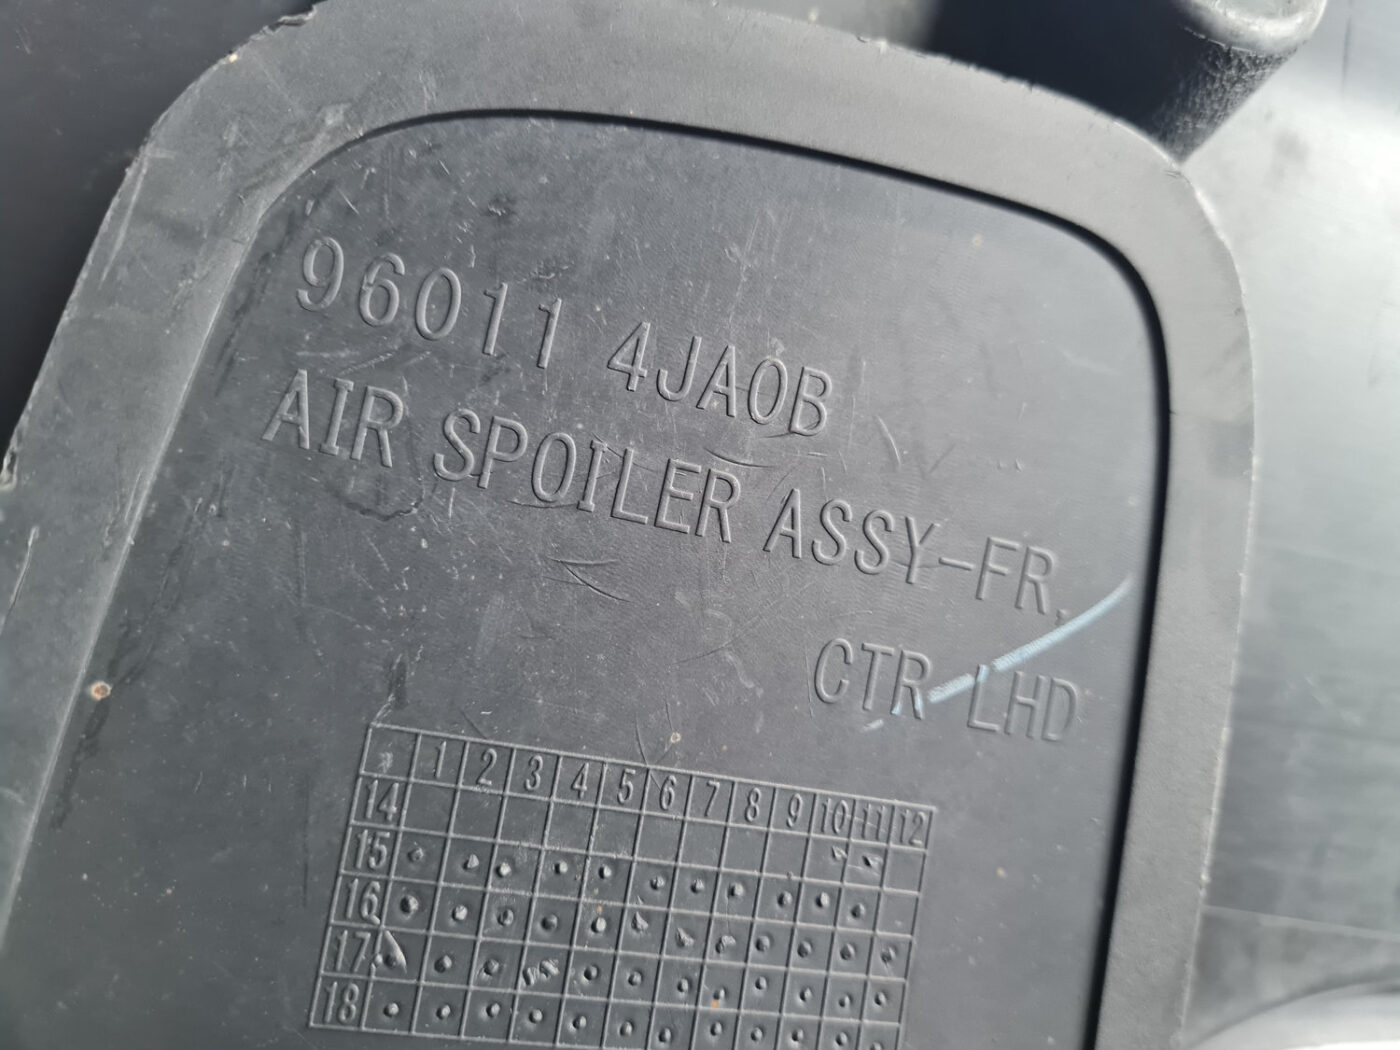 96011 4JA0B
AIR SPOILER ASSY-FR,
CTR LHD
1 2 3 4 5 6 7 8 9 10 11 12
14
15
16
17
18